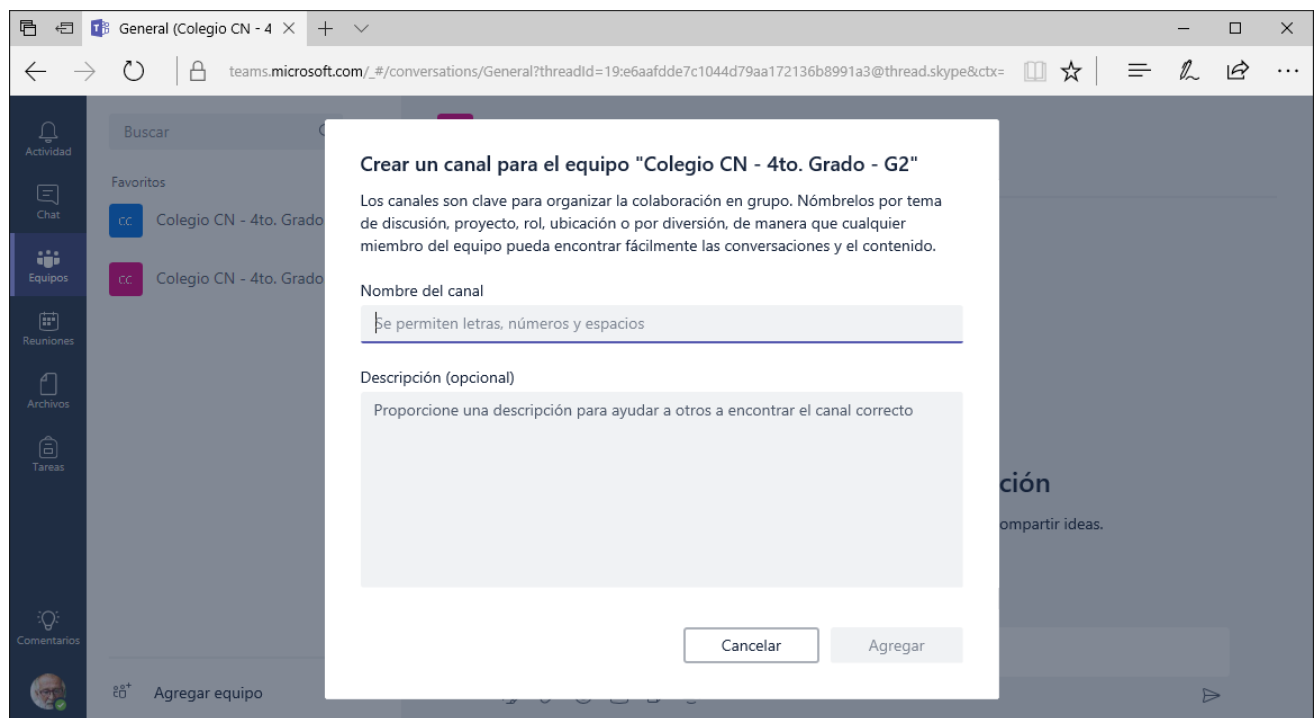 General (Colegio CN - 4
teams.microsoft.com/_#/conversations/General?threadId=19:e6aafdde7c1044d79aa172136b8991a3@thread.skype&ctx=
Actividad
Chat
Equipos
Reuniones
Archivos
Tareas
Comentarios
Buscar
Favoritos
CC Colegio CN - 4to. Grado
CC Colegio CN - 4to. Grado
Agregar equipo
Crear un canal para el equipo "Colegio CN - 4to. Grado - G2"
Los canales son clave para organizar la colaboración en grupo. Nómbrelos por tema
de discusión, proyecto, rol, ubicación o por diversión, de manera que cualquier
miembro del equipo pueda encontrar fácilmente las conversaciones y el contenido.
Nombre del canal
Se permiten letras, números y espacios
Descripción (opcional)
Proporcione una descripción para ayudar a otros a encontrar el canal correcto
Cancelar
Agregar
ción
ompartir ideas.